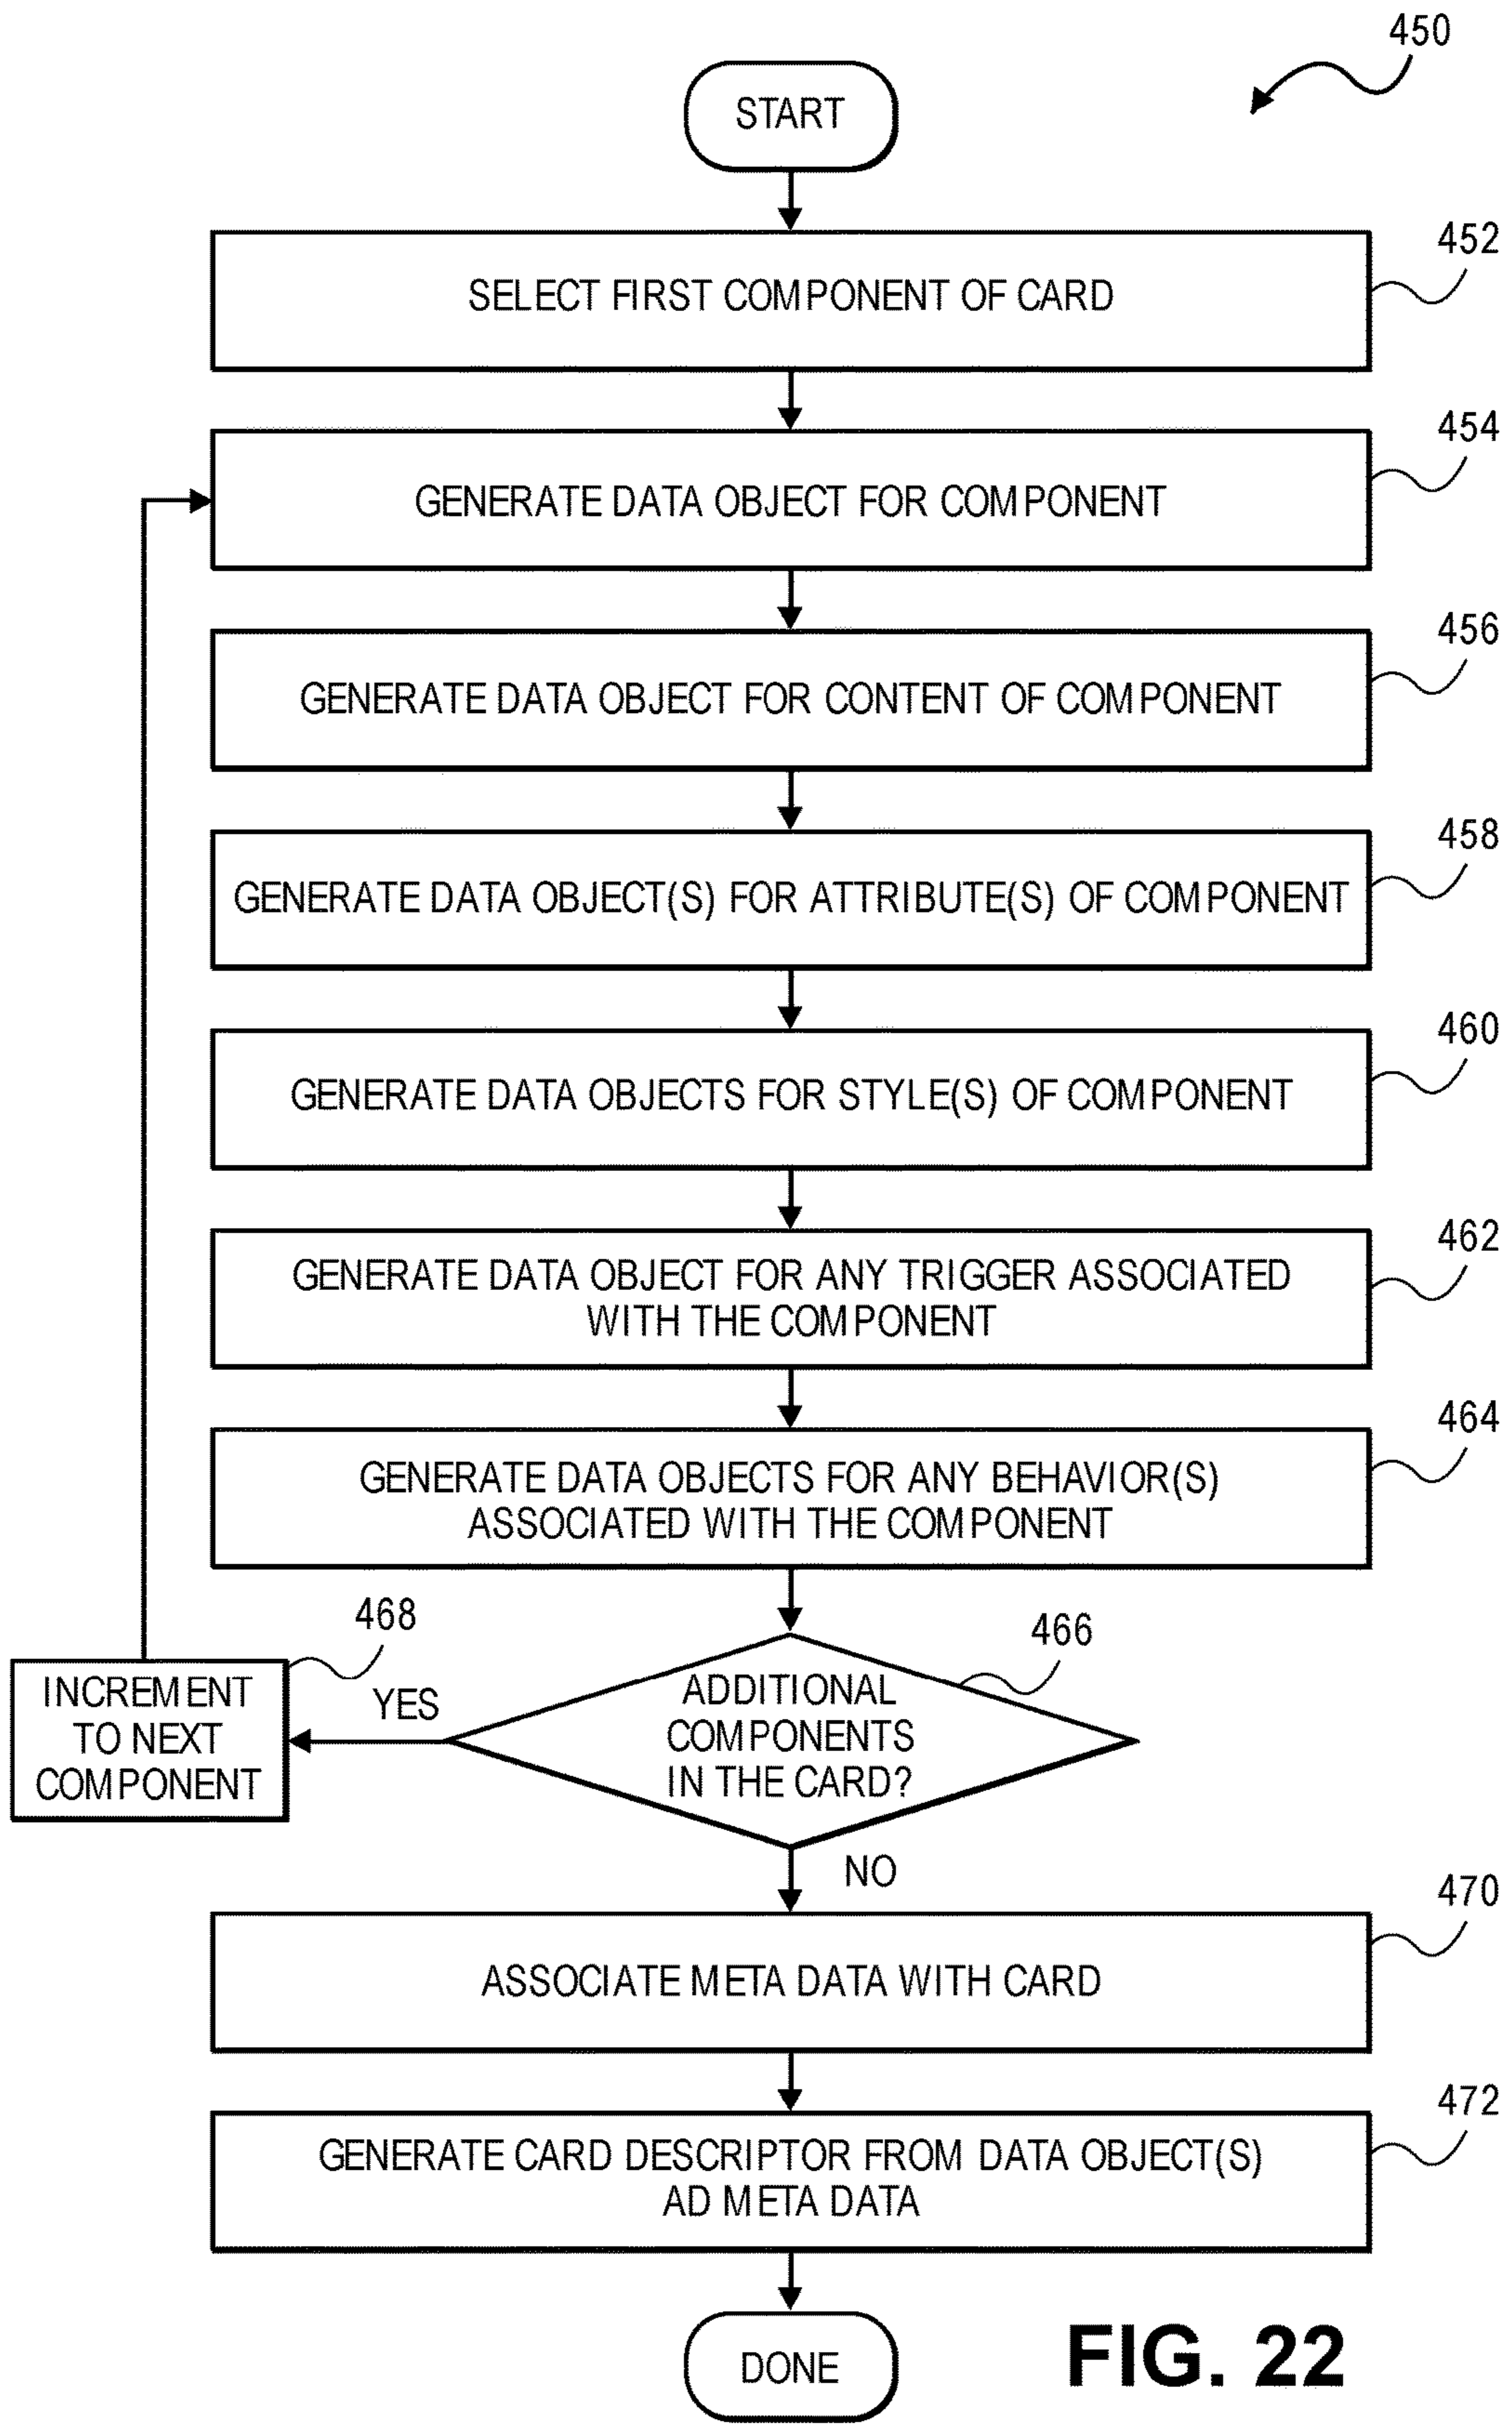 450
START
452
SELECT FIRST COMPONENT OF CARD
454
GENERATE DATA OBJECT FOR COMPONENT
456
GENERATE DATA OBJECT FOR CONTENT OF COMPONENT
458
GENERATE DATA OBJECT(S) FOR ATTRIBUTE(S) OF COMPONENT
460
GENERATE DATA OBJECTS FOR STYLE(S) OF COMPONENT
462
GENERATE DATA OBJECT FOR ANY TRIGGER ASSOCIATED
WITH THE COMPONENT
464
GENERATE DATA OBJECTS FOR ANY BEHAVIOR(S)
ASSOCIATED WITH THE COMPONENT
468
466
INCREMENT
TO NEXT
COMPONENT
YES
ADDITIONAL
COMPONENTS
IN THE CARD?
NO
470
ASSOCIATE META DATA WITH CARD
472
GENERATE CARD DESCRIPTOR FROM DATA OBJECT(S)
AD META DATA
DONE
FIG. 22